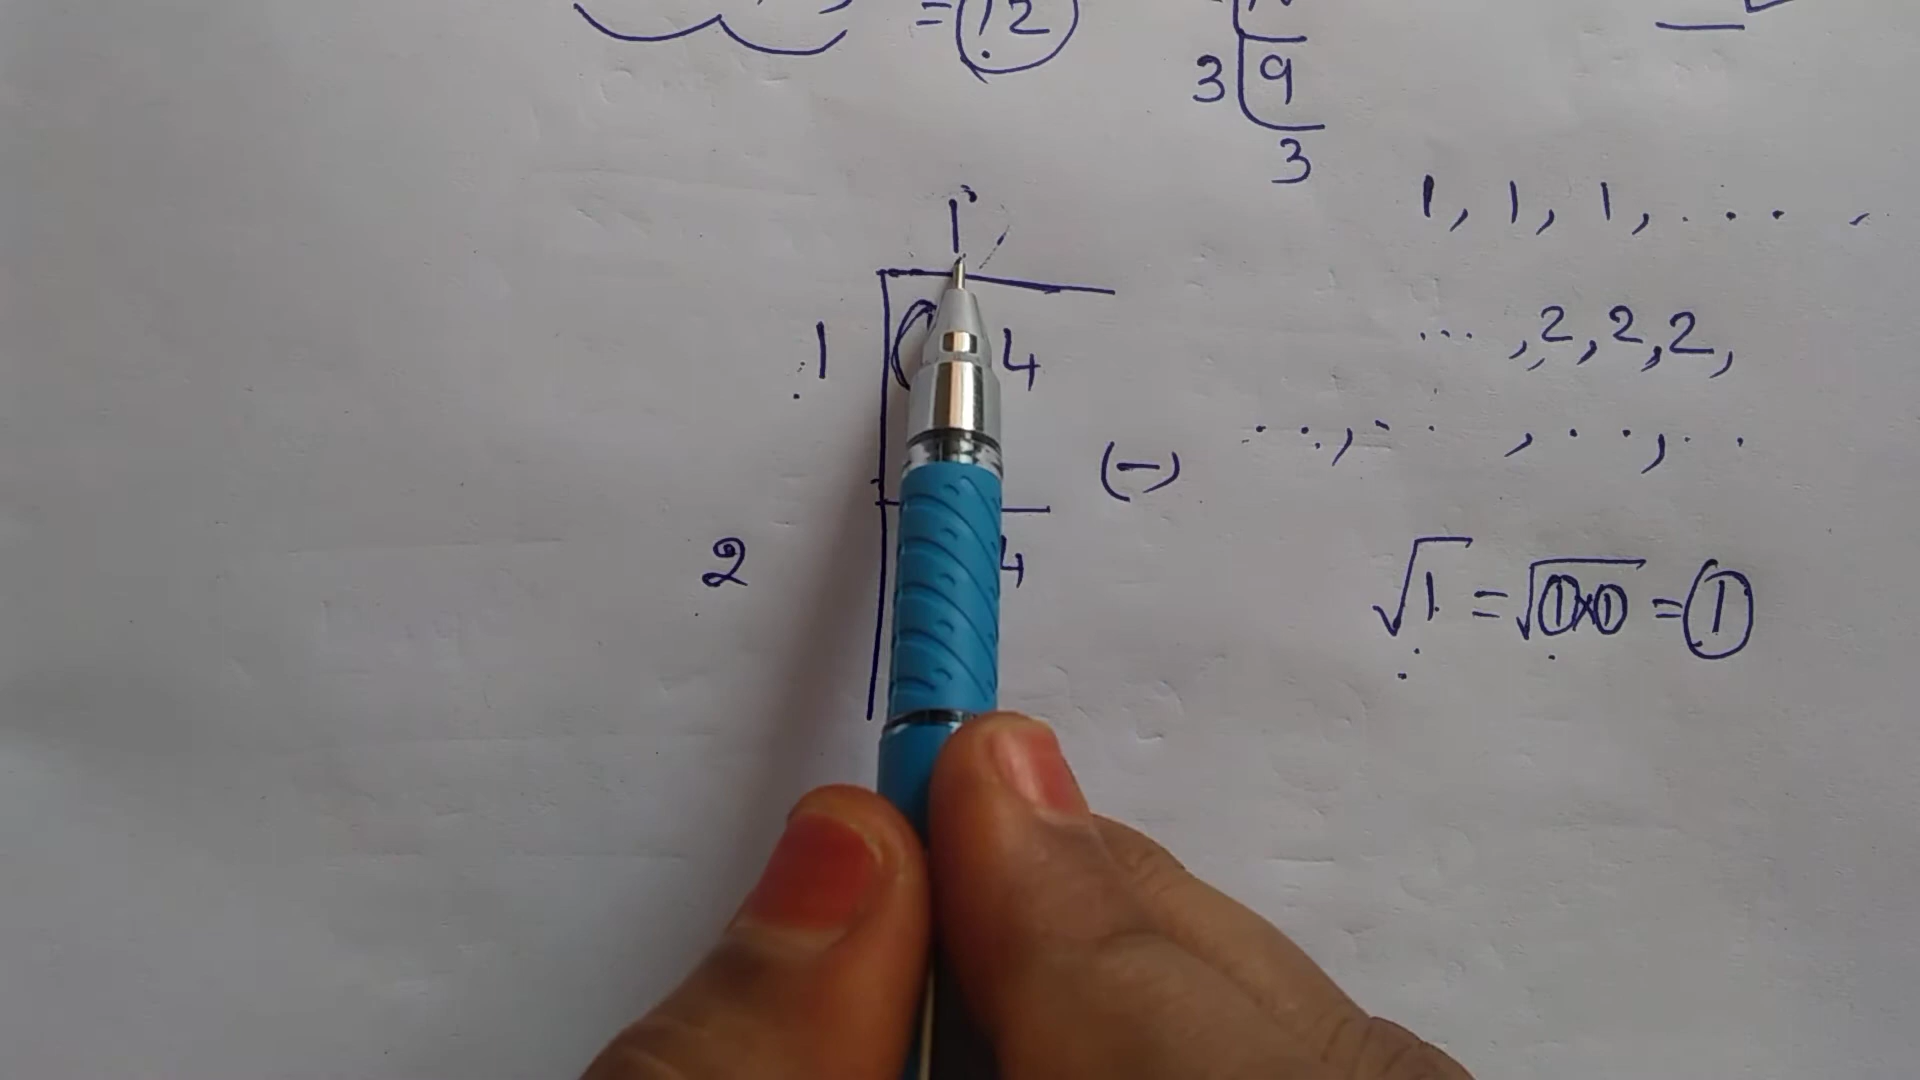 = 12
3 9
3
1, 1, 1, . . .
1
1 4
... , 2, 2, 2,
(-) .. , .. , .. , ..
2 4
√1 = √1×1 = 1